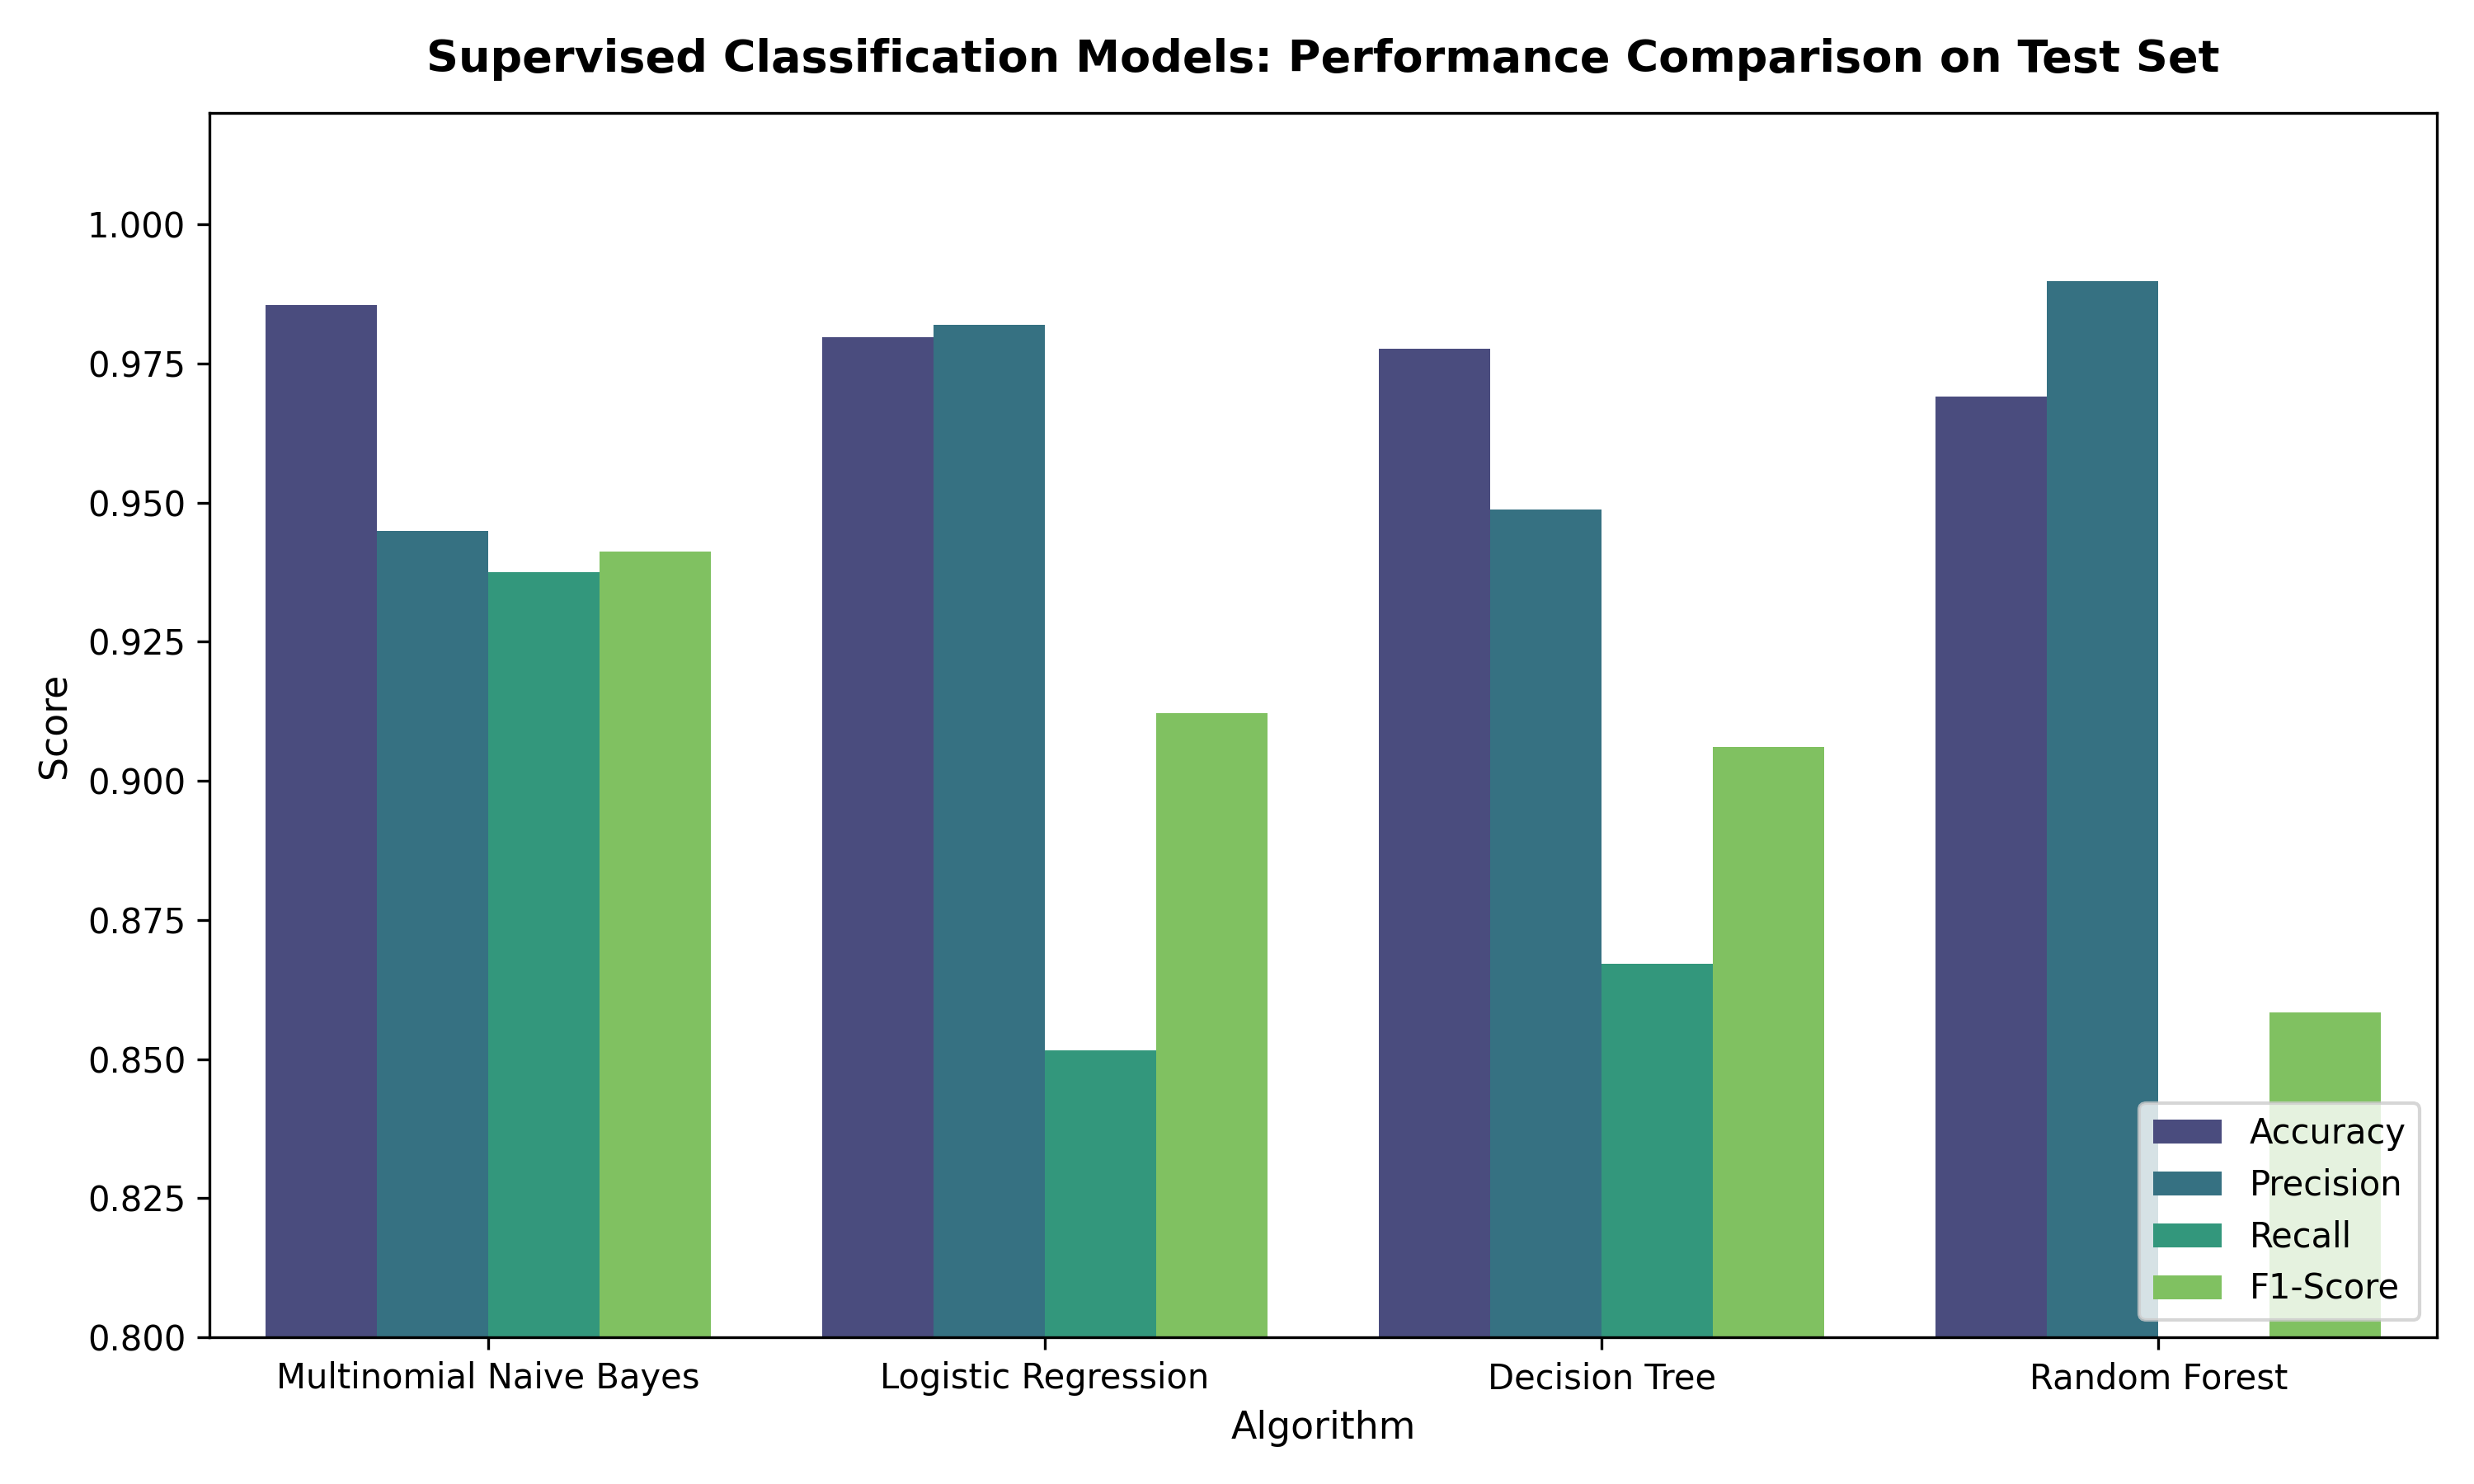 Supervised Classification Models: Performance Comparison on Test Set
Score
1.000
0.975
0.950
0.925
0.900
0.875
0.850
0.825
0.800
Multinomial Naive Bayes
Logistic Regression
Decision Tree
Random Forest
Algorithm
Accuracy
Precision
Recall
F1-Score